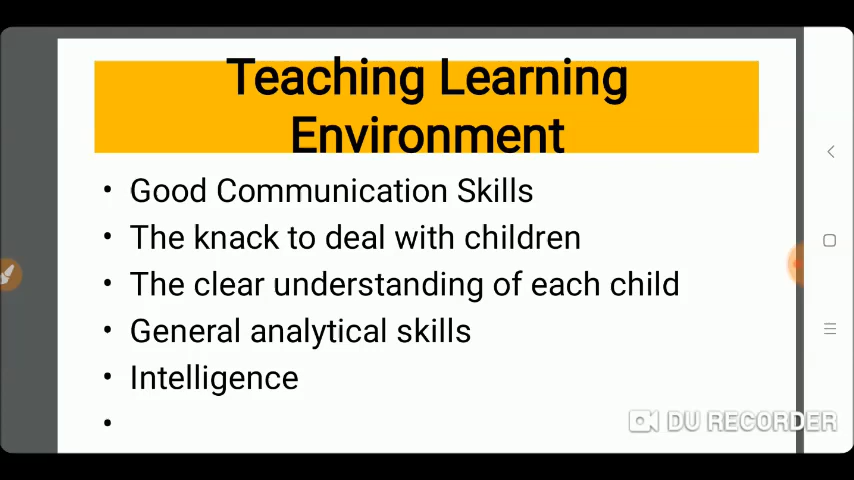 Teaching Learning
Environment
• Good Communication Skills
• The knack to deal with children
• The clear understanding of each child
• General analytical skills
• Intelligence
•
DU RECORDER